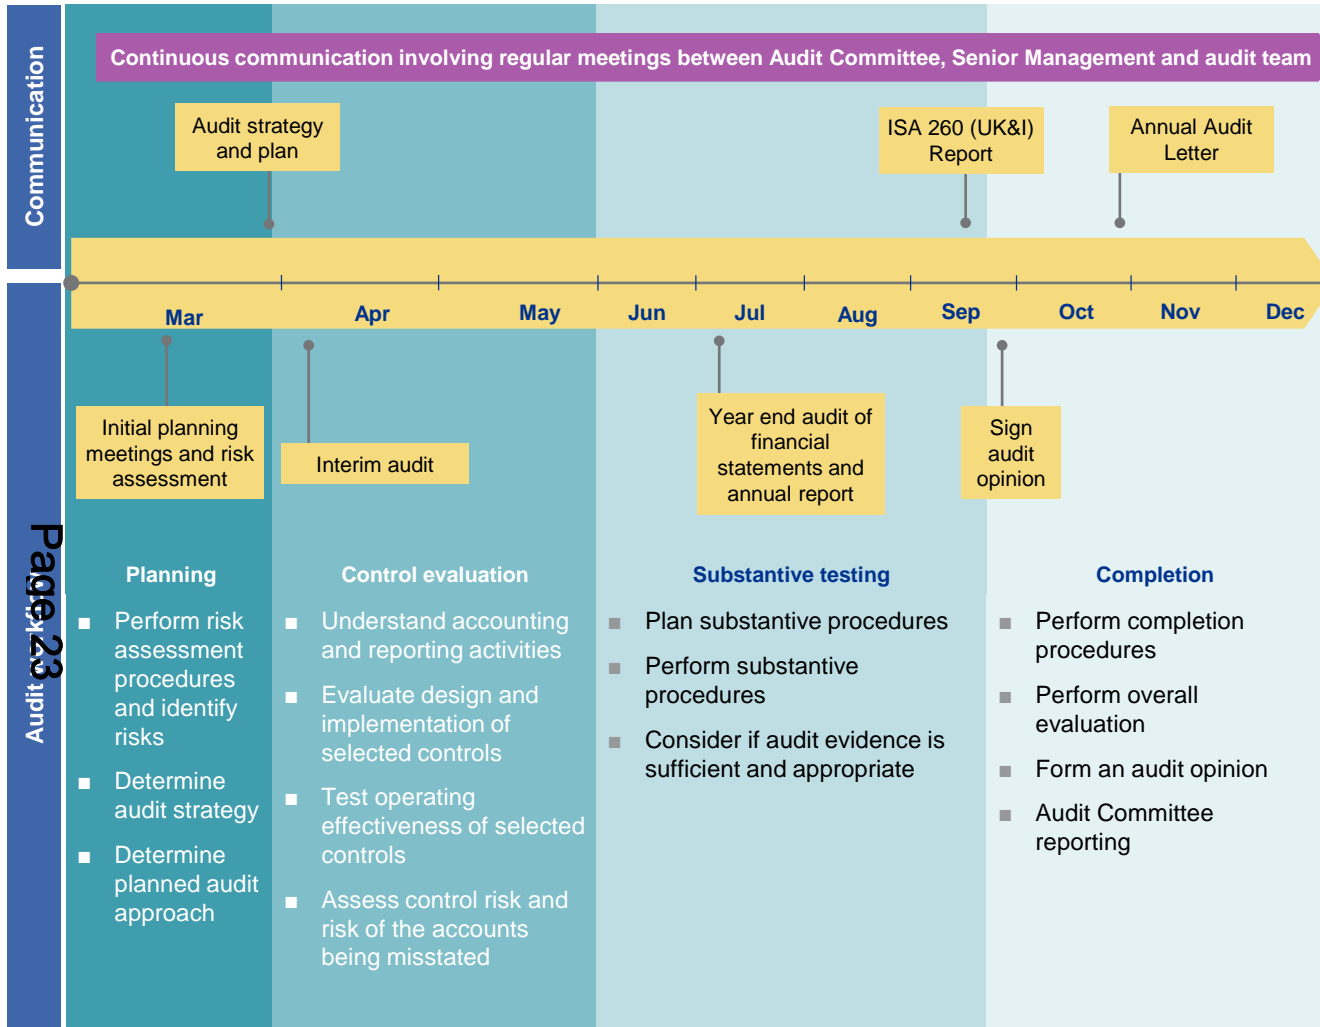 Communication
Continuous communication involving regular meetings between Audit Committee, Senior Management and audit team
Audit strategy
and plan
ISA 260 (UK&I)
Report
Annual Audit
Letter
Mar
Apr
May
Jun
Jul
Aug
Sep
Oct
Nov
Dec
Initial planning
meetings and risk
assessment
Interim audit
Year end audit of
financial
statements and
annual report
Sign
audit
opinion
Audit workflow
Page 23
Planning
■ Perform risk
assessment
procedures
and identify
risks
■ Determine
audit strategy
■ Determine
planned audit
approach
Control evaluation
■ Understand accounting
and reporting activities
■ Evaluate design and
implementation of
selected controls
■ Test operating
effectiveness of selected
controls
■ Assess control risk and
risk of the accounts
being misstated
Substantive testing
■ Plan substantive procedures
■ Perform substantive
procedures
■ Consider if audit evidence is
sufficient and appropriate
Completion
■ Perform completion
procedures
■ Perform overall
evaluation
■ Form an audit opinion
■ Audit Committee
reporting